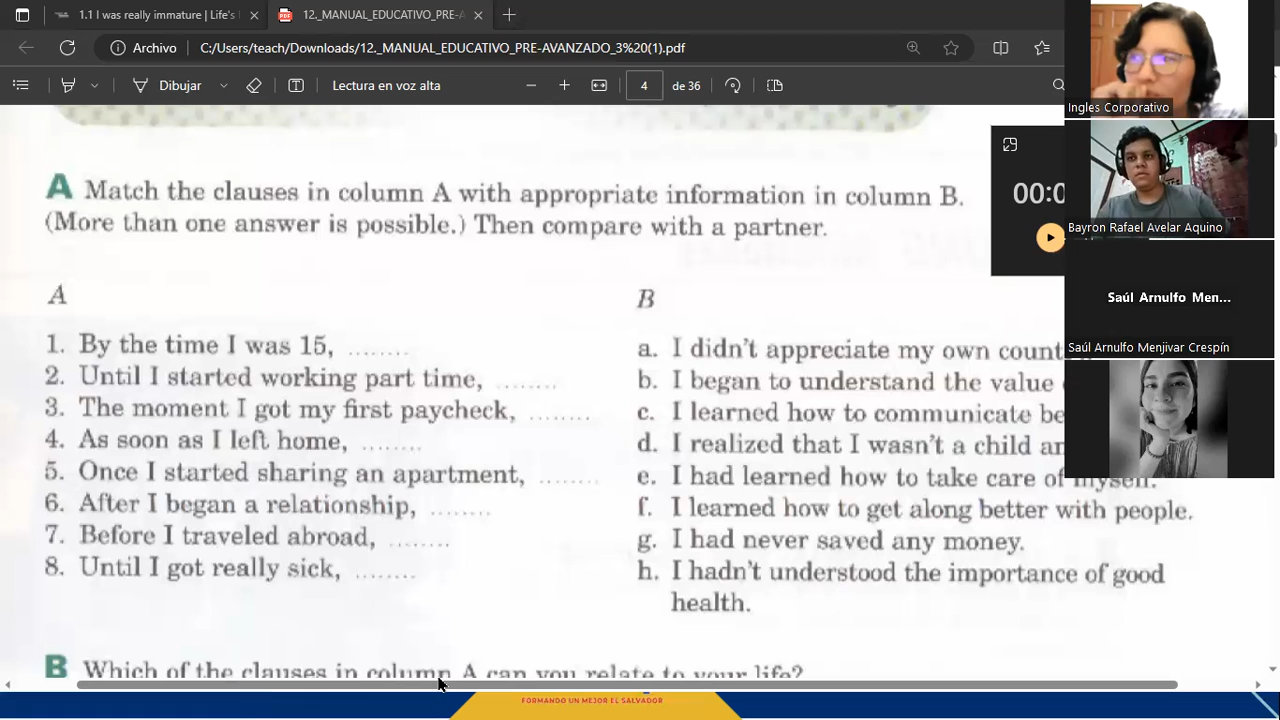 1.1 I was really immature | Life's
12._MANUAL_EDUCATIVO_PRE-A
Archivo C:/Users/teach/Downloads/12._MANUAL_EDUCATIVO_PRE-AVANZADO_3%20(1).pdf
Dibujar Lectura en voz alta 4 de 36
A Match the clauses in column A with appropriate information in column B.
(More than one answer is possible.) Then compare with a partner.
A
1. By the time I was 15, ........
2. Until I started working part time, ........
3. The moment I got my first paycheck, ........
4. As soon as I left home, ........
5. Once I started sharing an apartment, ........
6. After I began a relationship, ........
7. Before I traveled abroad, ........
8. Until I got really sick, ........
B
a. I didn't appreciate my own count
b. I began to understand the value
c. I learned how to communicate be
d. I realized that I wasn't a child an
e. I had learned how to take care of myself.
f. I learned how to get along better with people.
g. I had never saved any money.
h. I hadn't understood the importance of good
health.
B Which of the clauses in column A can you relate to your life?
00:0
Ingles Corporativo
Bayron Rafael Avelar Aquino
Saúl Arnulfo Men...
Saúl Arnulfo Menjivar Crespín
FORMANDO UN MEJOR EL SALVADOR